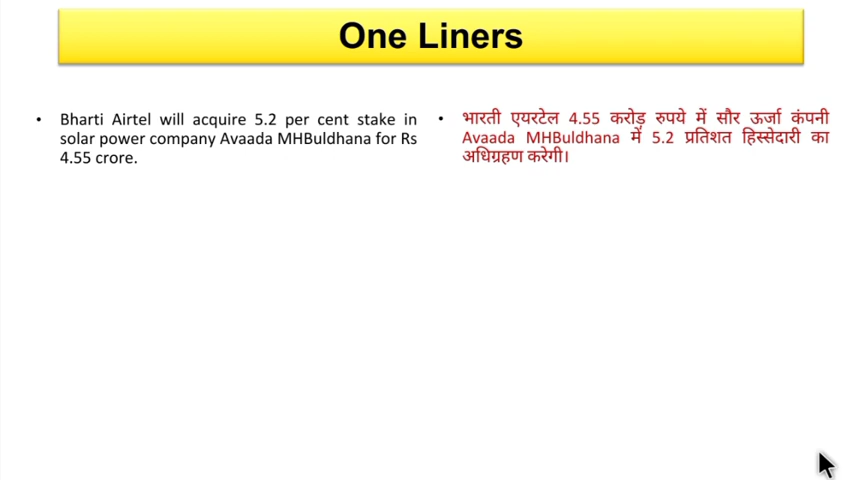 One Liners
• Bharti Airtel will acquire 5.2 per cent stake in
solar power company Avaada MHBuldhana for Rs
4.55 crore.
• भारती एयरटेल 4.55 करोड़ रुपये में सौर ऊर्जा कंपनी
Avaada MHBuldhana में 5.2 प्रतिशत हिस्सेदारी का
अधिग्रहण करेगी।